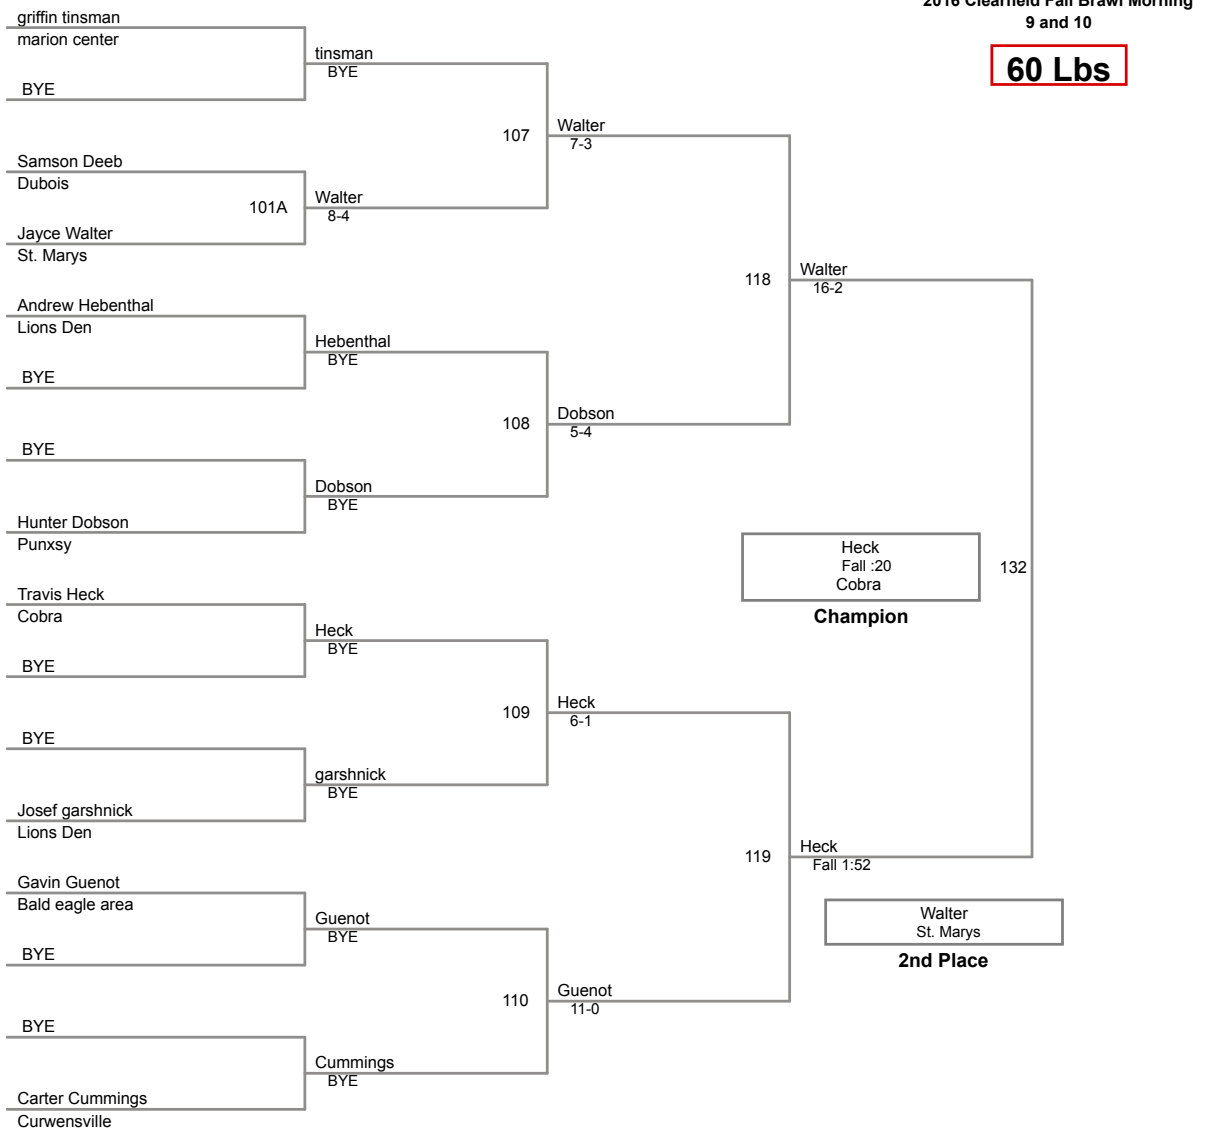 2016 Clearfield Fall Brawl Morning
9 and 10
60 Lbs
griffin tinsman
marion center
BYE
tinsman
BYE
Samson Deeb
Dubois
101A
Jayce Walter
St. Marys
Walter
8-4
107
Walter
7-3
Andrew Hebenthal
Lions Den
BYE
Hebenthal
BYE
BYE
Hunter Dobson
Punxsy
Dobson
BYE
108
Dobson
5-4
118
Walter
16-2
Travis Heck
Cobra
BYE
Heck
BYE
BYE
Josef garshnick
Lions Den
garshnick
BYE
109
Heck
6-1
Gavin Guenot
Bald eagle area
BYE
Guenot
BYE
BYE
Carter Cummings
Curwensville
Cummings
BYE
110
Guenot
11-0
119
Heck
Fall 1:52
132
Heck
Fall :20
Cobra
Champion
Walter
St. Marys
2nd Place